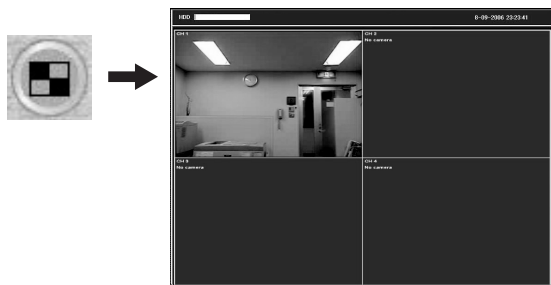 HDD 8-09-2006 23:23:41
CH 1
CH 2
No camera
CH 3
No camera
CH 4
No camera